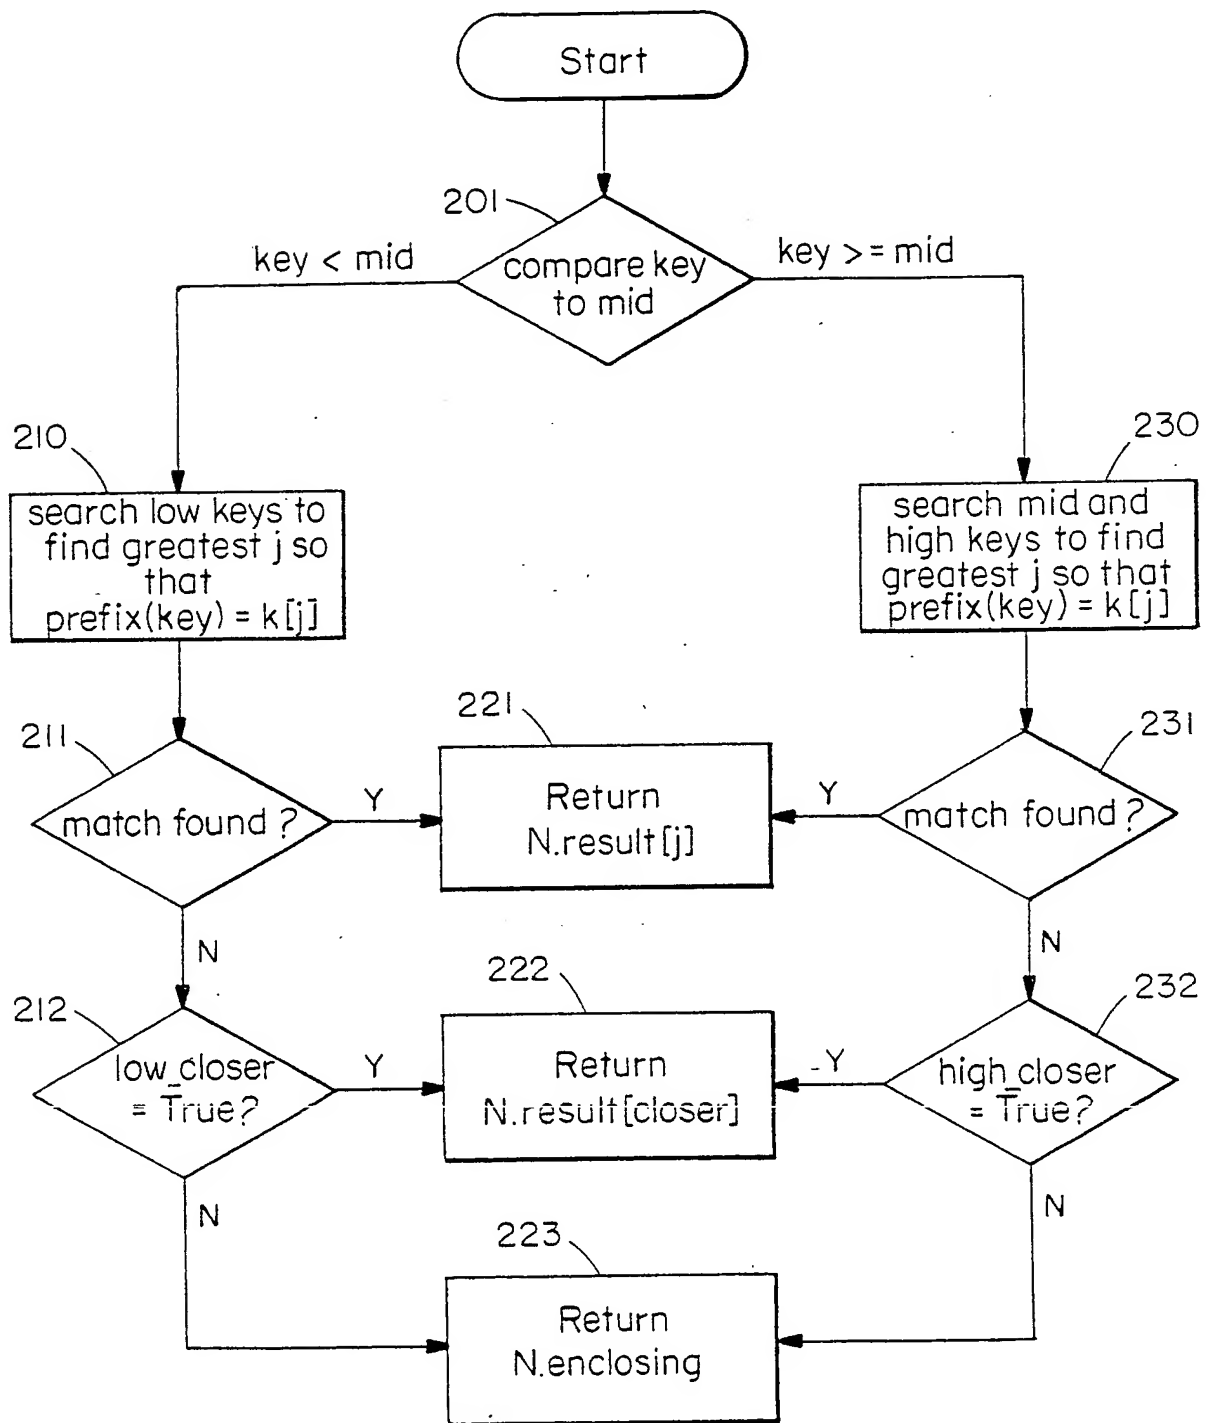 Start
201
key < mid
compare key
to mid
key >= mid
210
search low keys to
find greatest j so
that
prefix(key) = k[j]
230
search mid and
high keys to find
greatest j so that
prefix(key) = k[j]
211
match found?
Y
N
221
Return
N.result[j]
231
match found?
Y
N
212
low_closer
= True?
Y
N
222
Return
N.result[closer]
232
high_closer
= True?
Y
N
223
Return
N.enclosing